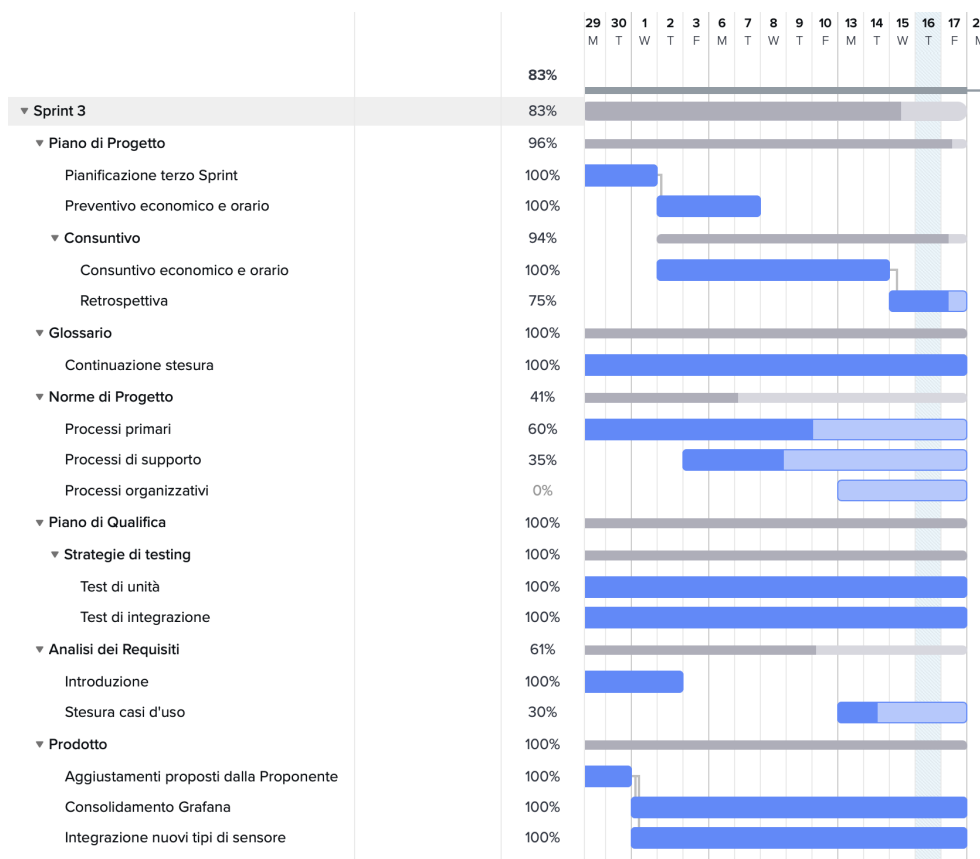 29 30 1 2 3 6 7 8 9 10 13 14 15 16 17 2
M T W T F M T W T F M T W T F M
83%
Sprint 3 83%
Piano di Progetto 96%
Pianificazione terzo Sprint 100%
Preventivo economico e orario 100%
Consuntivo 94%
Consuntivo economico e orario 100%
Retrospettiva 75%
Glossario 100%
Continuazione stesura 100%
Norme di Progetto 41%
Processi primari 60%
Processi di supporto 35%
Processi organizzativi 0%
Piano di Qualifica 100%
Strategie di testing 100%
Test di unità 100%
Test di integrazione 100%
Analisi dei Requisiti 61%
Introduzione 100%
Stesura casi d'uso 30%
Prodotto 100%
Aggiustamenti proposti dalla Proponente 100%
Consolidamento Grafana 100%
Integrazione nuovi tipi di sensore 100%